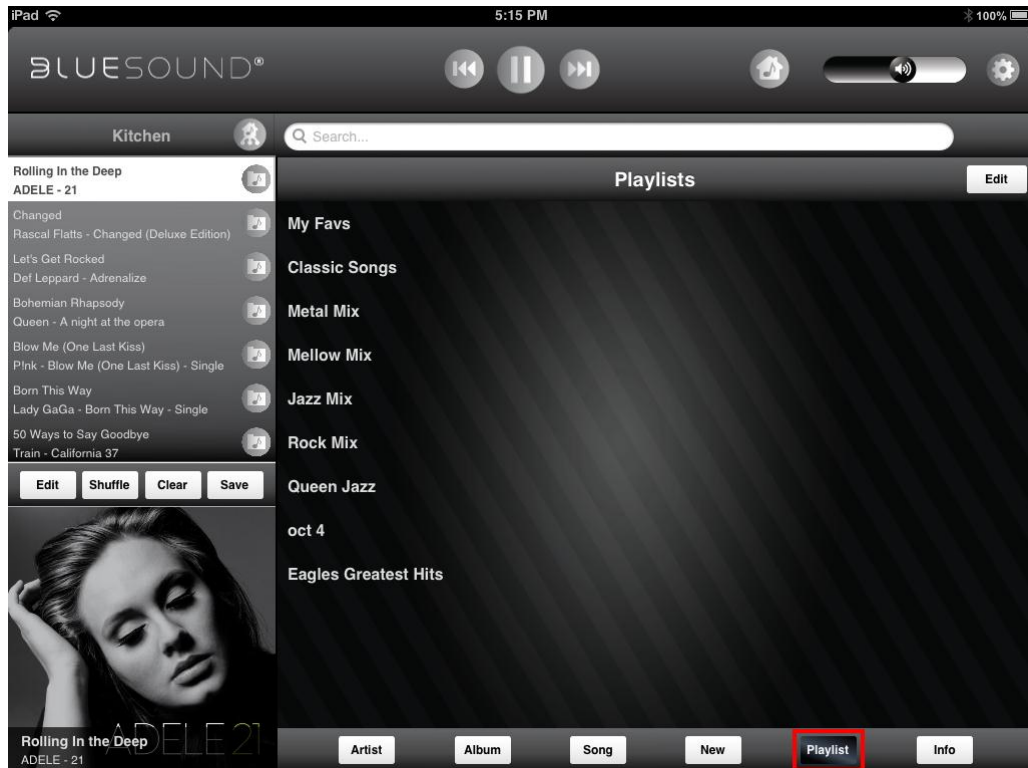 iPad
5:15 PM
100%
BLUESOUND®
Kitchen
Search...
Rolling In the Deep
ADELE - 21
Changed
Rascal Flatts - Changed (Deluxe Edition)
Let's Get Rocked
Def Leppard - Adrenalize
Bohemian Rhapsody
Queen - A night at the opera
Blow Me (One Last Kiss)
P!nk - Blow Me (One Last Kiss) - Single
Born This Way
Lady GaGa - Born This Way - Single
50 Ways to Say Goodbye
Train - California 37
Edit Shuffle Clear Save
ADELE 21
Rolling In the Deep
ADELE - 21
Playlists
Edit
My Favs
Classic Songs
Metal Mix
Mellow Mix
Jazz Mix
Rock Mix
Queen Jazz
oct 4
Eagles Greatest Hits
Artist Album Song New Playlist Info